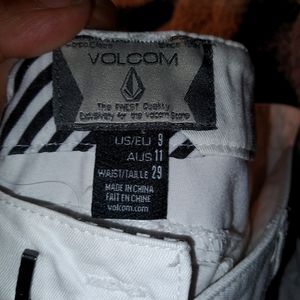 VOLCOM
The FINEST Quality
Exclusively for the Volcom Stone
US/EU 9
AUS 11
WAIST/TAILLE 29
MADE IN CHINA
FAIT EN CHINE
volcom.com